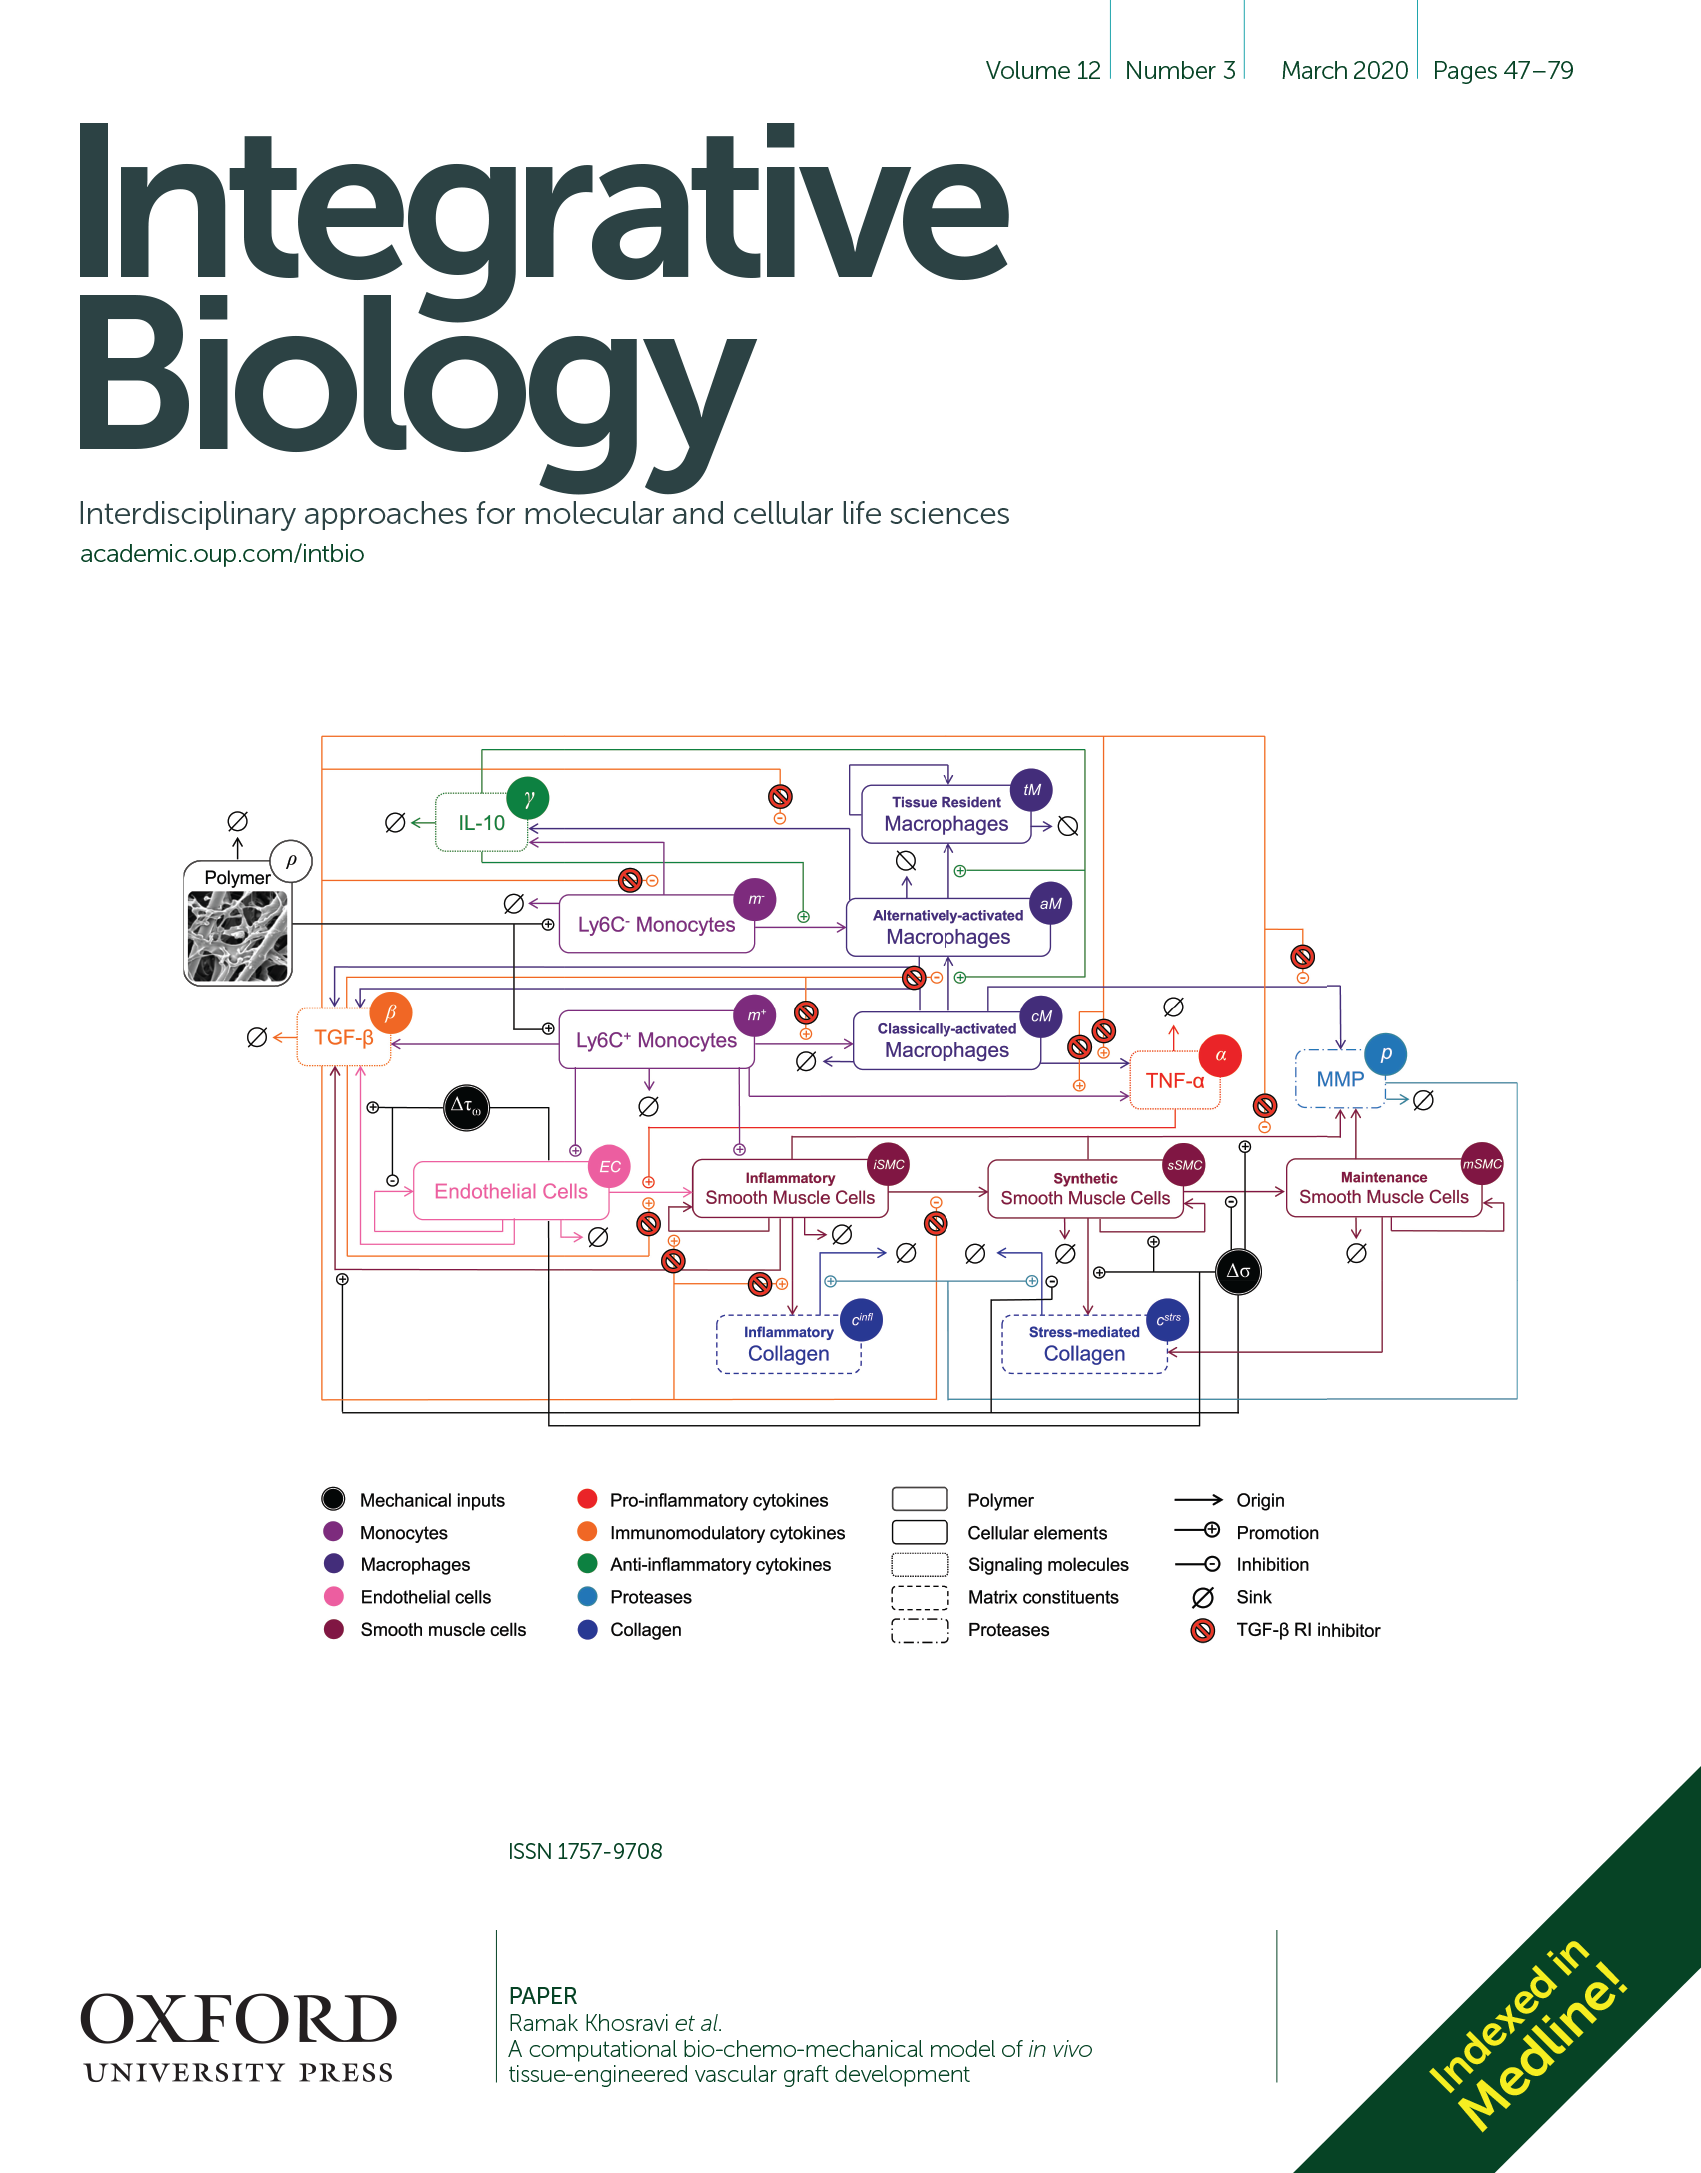 Volume 12 Number 3 March 2020 Pages 47–79
Integrative
Biology
Interdisciplinary approaches for molecular and cellular life sciences
academic.oup.com/intbio
Polymer
ρ
IL-10
γ
Tissue Resident
Macrophages
tM
Ly6C⁻ Monocytes
m⁻
Alternatively-activated
Macrophages
aM
TGF-β
β
Ly6C⁺ Monocytes
m⁺
Classically-activated
Macrophages
cM
TNF-α
α
MMP
p
Δτω
Endothelial Cells
EC
Inflammatory
Smooth Muscle Cells
iSMC
Synthetic
Smooth Muscle Cells
sSMC
Maintenance
Smooth Muscle Cells
mSMC
Δσ
Inflammatory
Collagen
c^infl
Stress-mediated
Collagen
c^strs
Mechanical inputs
Monocytes
Macrophages
Endothelial cells
Smooth muscle cells
Pro-inflammatory cytokines
Immunomodulatory cytokines
Anti-inflammatory cytokines
Proteases
Collagen
Polymer
Cellular elements
Signaling molecules
Matrix constituents
Proteases
Origin
Promotion
Inhibition
Sink
TGF-β RI inhibitor
ISSN 1757-9708
OXFORD
UNIVERSITY PRESS
PAPER
Ramak Khosravi et al.
A computational bio-chemo-mechanical model of in vivo
tissue-engineered vascular graft development
Indexed in
Medline!